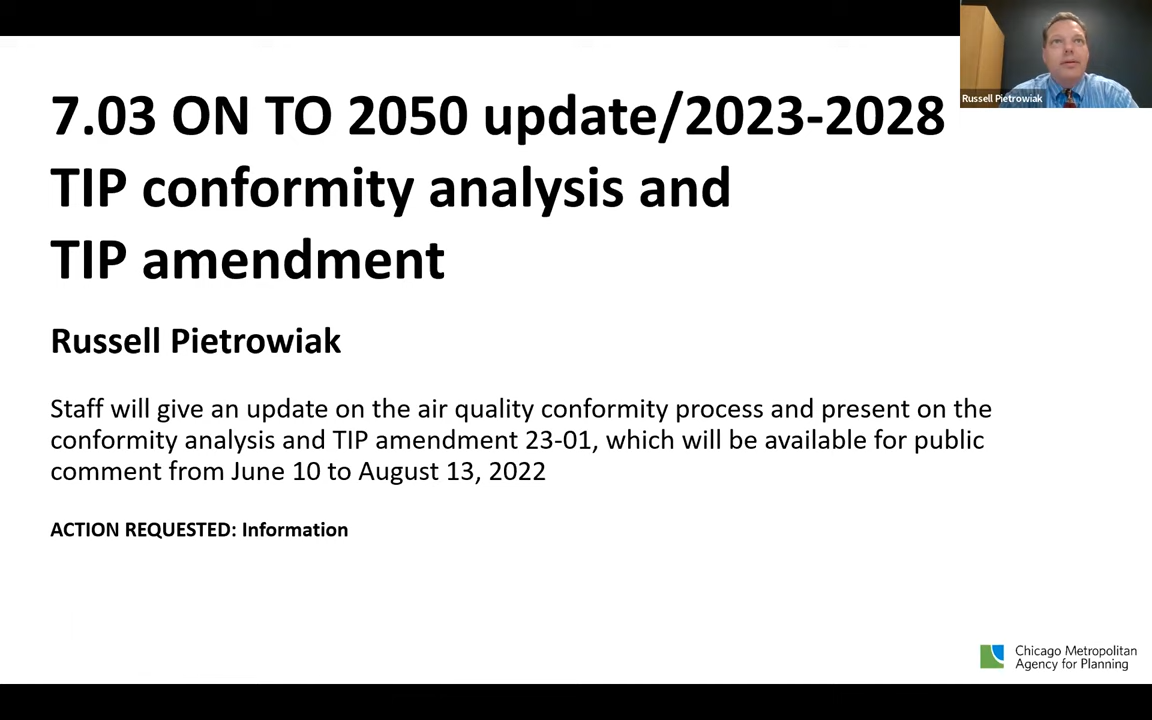 7.03 ON TO 2050 update/2023-2028
TIP conformity analysis and
TIP amendment
Russell Pietrowiak
Russell Pietrowiak
Staff will give an update on the air quality conformity process and present on the
conformity analysis and TIP amendment 23-01, which will be available for public
comment from June 10 to August 13, 2022
ACTION REQUESTED: Information
Chicago Metropolitan
Agency for Planning